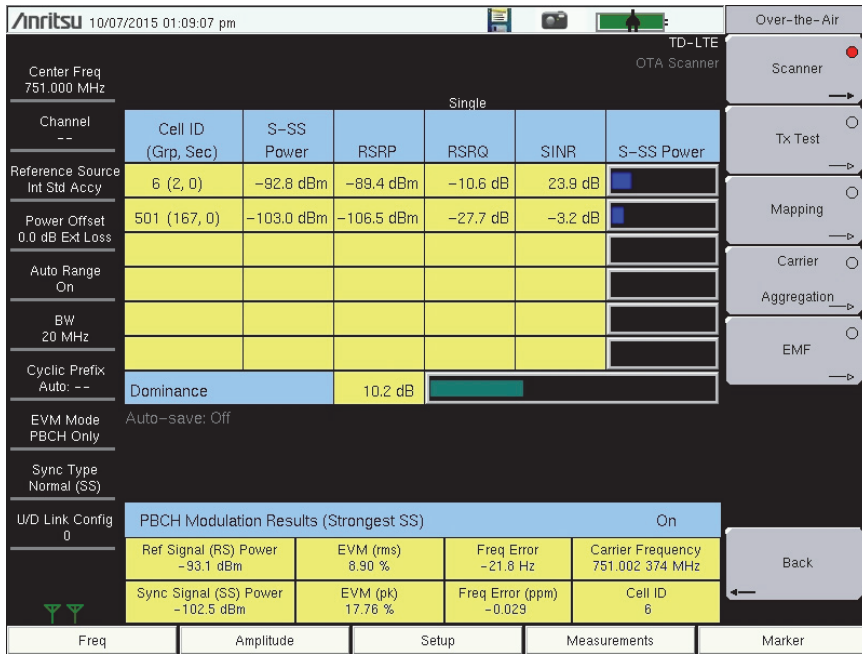 Anritsu 10/07/2015 01:09:07 pm
Over-the-Air
TD-LTE
OTA Scanner
Center Freq
751.000 MHz
Channel
--
Reference Source
Int Std Accy
Power Offset
0.0 dB Ext Loss
Auto Range
On
BW
20 MHz
Cyclic Prefix
Auto: --
EVM Mode
PBCH Only
Sync Type
Normal (SS)
U/D Link Config
0
Single
Cell ID (Grp, Sec) S-SS Power RSRP RSRQ SINR S-SS Power
6 (2, 0) -92.8 dBm -89.4 dBm -10.6 dB 23.9 dB
501 (167, 0) -103.0 dBm -106.5 dBm -27.7 dB -3.2 dB
Dominance 10.2 dB
Auto-save: Off
PBCH Modulation Results (Strongest SS) On
Ref Signal (RS) Power EVM (rms) Freq Error Carrier Frequency
-93.1 dBm 8.90 % -21.8 Hz 751.002 374 MHz
Sync Signal (SS) Power EVM (pk) Freq Error (ppm) Cell ID
-102.5 dBm 17.76 % -0.029 6
Scanner
Tx Test
Mapping
Carrier
Aggregation
EMF
Back
Freq Amplitude Setup Measurements Marker